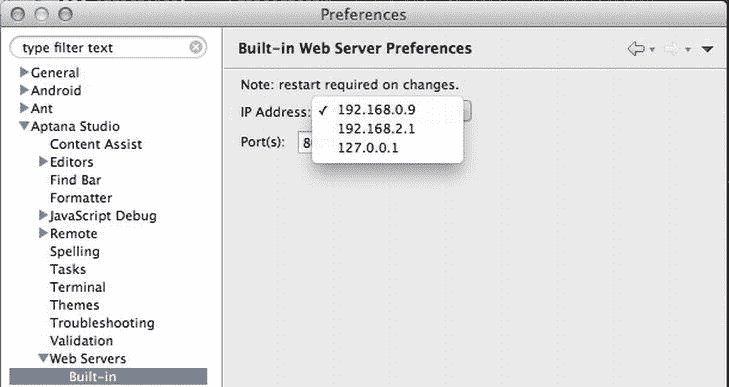 Preferences
type filter text
General
Android
Ant
Aptana Studio
Content Assist
Editors
Find Bar
Formatter
JavaScript Debug
Remote
Spelling
Tasks
Terminal
Themes
Troubleshooting
Validation
Web Servers
Built-in
Built-in Web Server Preferences
Note: restart required on changes.
IP Address: ✓ 192.168.0.9
192.168.2.1
127.0.0.1
Port(s):